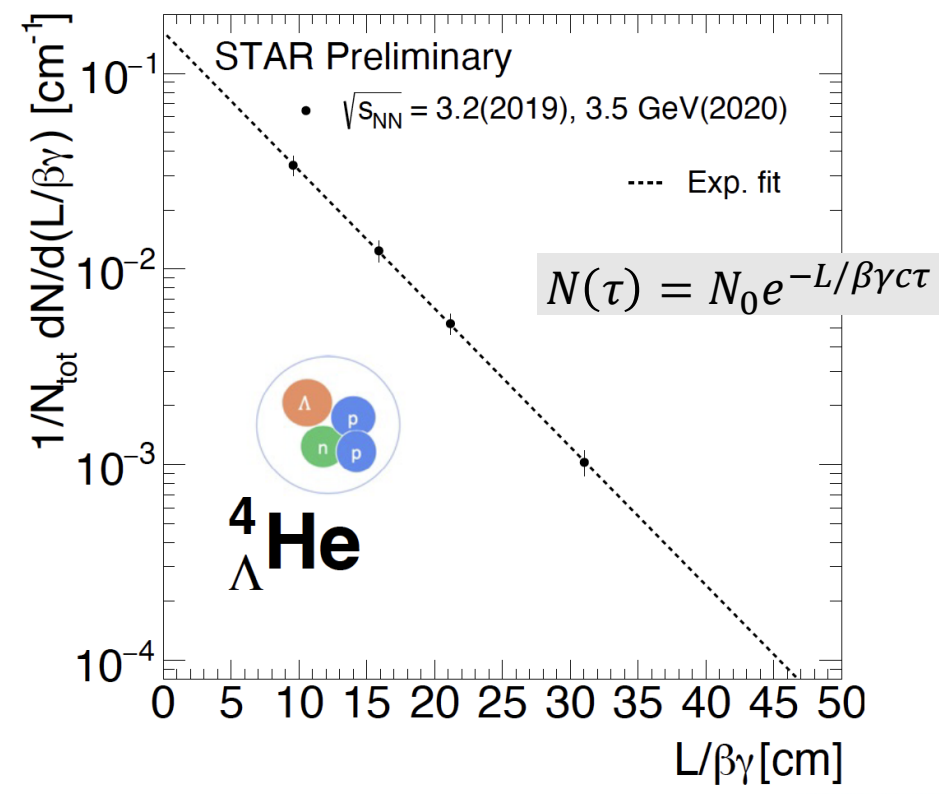 STAR Preliminary
√s_NN = 3.2(2019), 3.5 GeV(2020)
Exp. fit
N(τ) = N₀e^{−L/βγcτ}
1/N_tot dN/d(L/βγ) [cm⁻¹]
10⁻¹
10⁻²
10⁻³
10⁻⁴
Λ
p
n
p
⁴_ΛHe
0 5 10 15 20 25 30 35 40 45 50
L/βγ[cm]